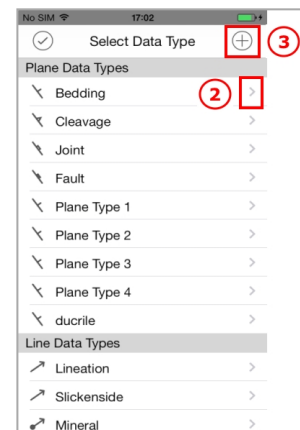 No SIM 17:02
Select Data Type
3
Plane Data Types
Bedding
2
Cleavage
Joint
Fault
Plane Type 1
Plane Type 2
Plane Type 3
Plane Type 4
ducrile
Line Data Types
Lineation
Slickenside
Mineral